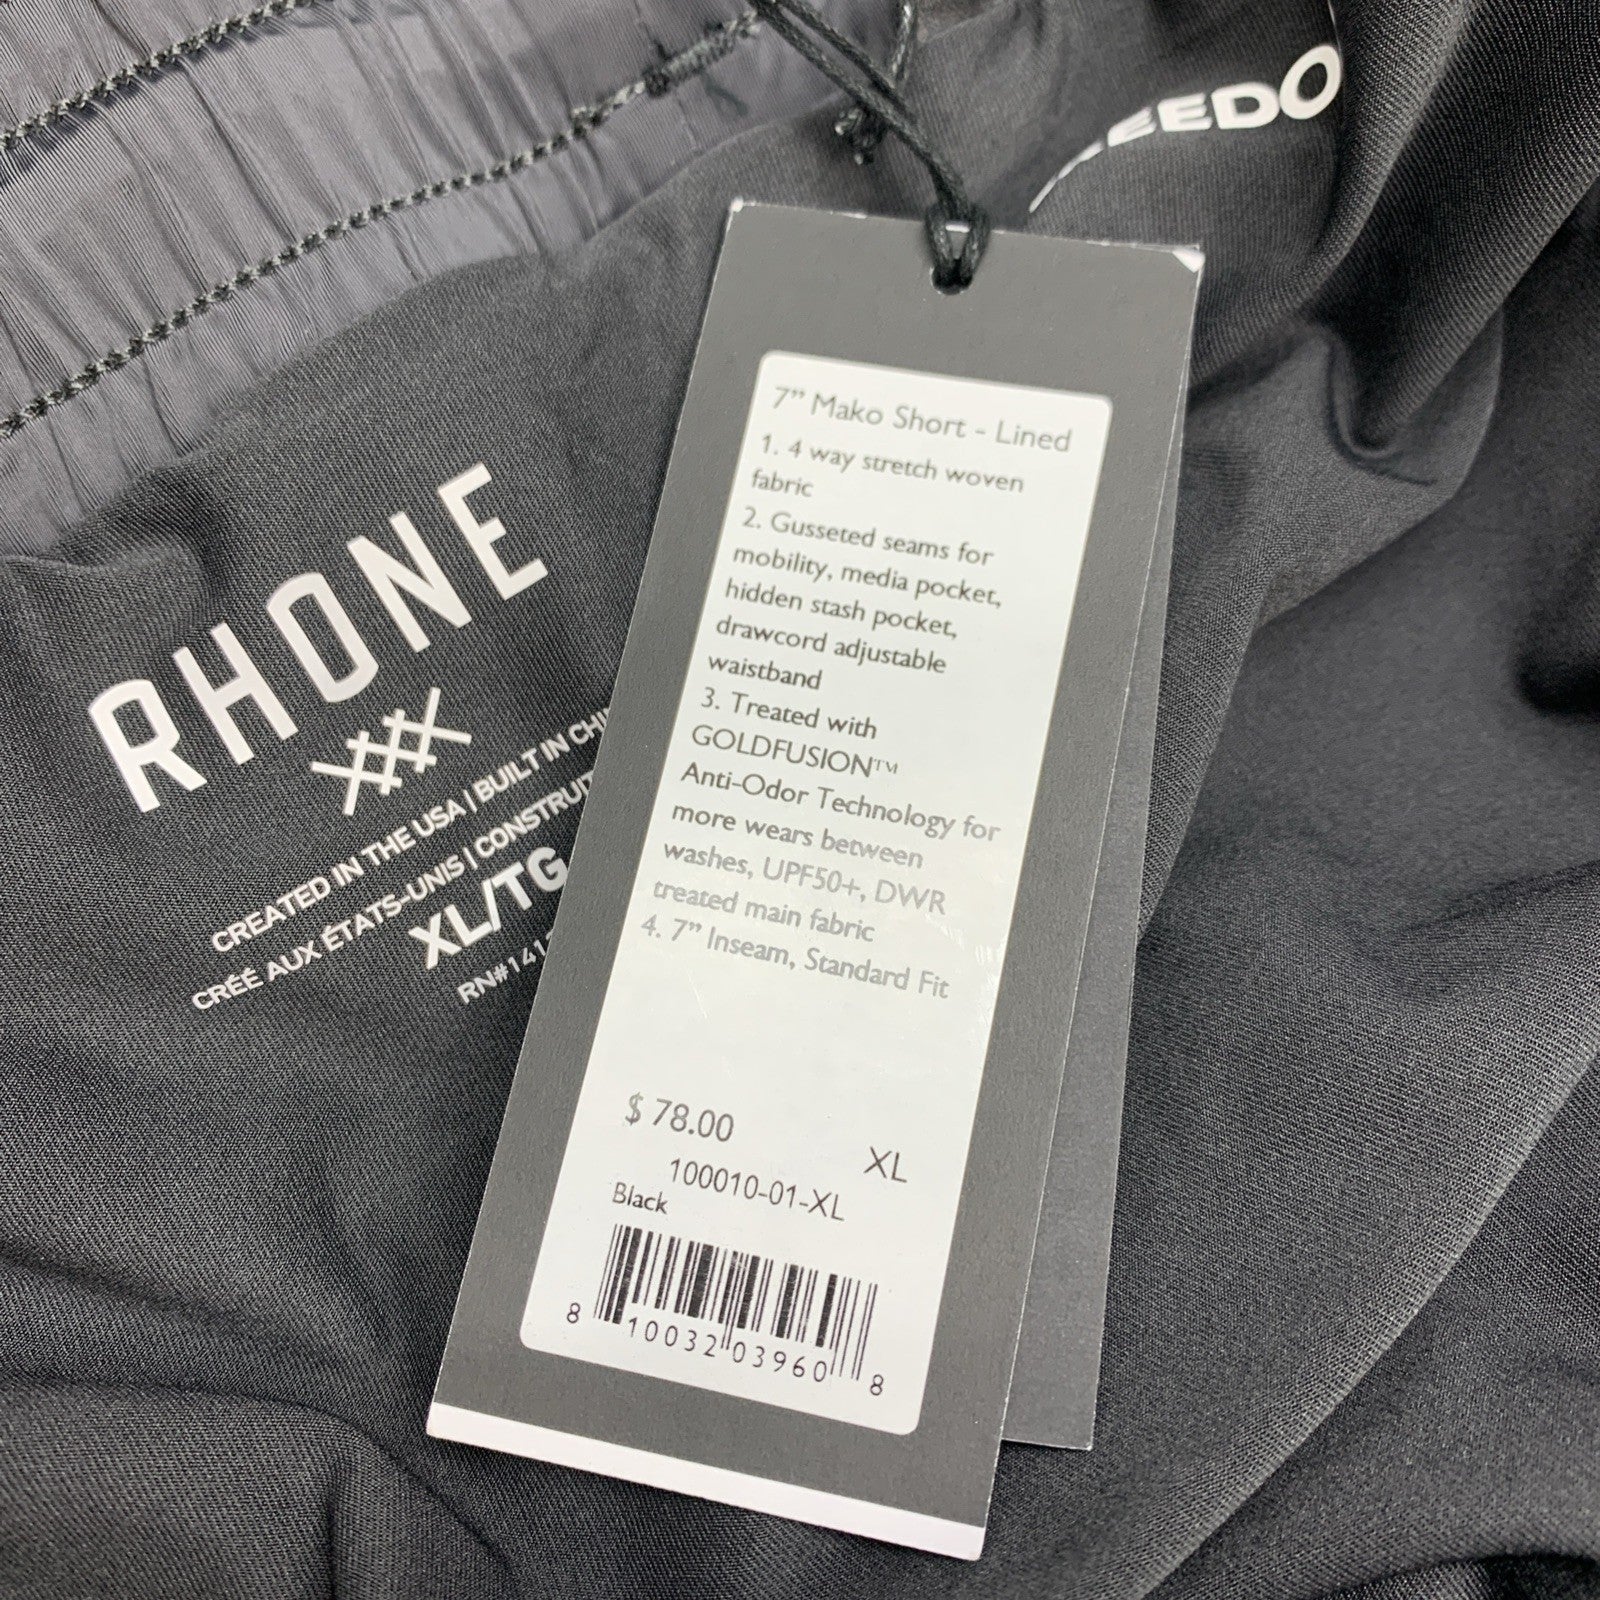 EEDO
RHONE
CREATED IN THE USA | BUILT IN
CRÉÉ AUX ÉTATS-UNIS |
XL/TG
7” Mako Short - Lined
1. 4 way stretch woven
fabric
2. Gusseted seams for
mobility, media pocket,
hidden stash pocket,
drawcord adjustable
waistband
3. Treated with
GOLDFUSION™
Anti-Odor Technology for
more wears between
washes, UPF50+, DWR
treated main fabric
4. 7” Inseam, Standard Fit
$ 78.00
XL
100010-01-XL
Black
8 10032 03960 8